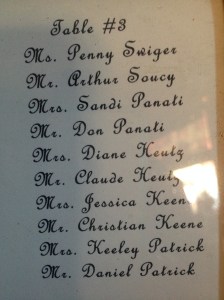 Table #3
Ms. Penny Swiger
Mr. Arthur Soucy
Mrs. Sandi Panati
Mr. Don Panati
Mrs. Diane Heutz
Mr. Claude Heutz
Mrs. Jessica Keene
Mr. Christian Keene
Mrs. Keeley Patrick
Mr. Daniel Patrick